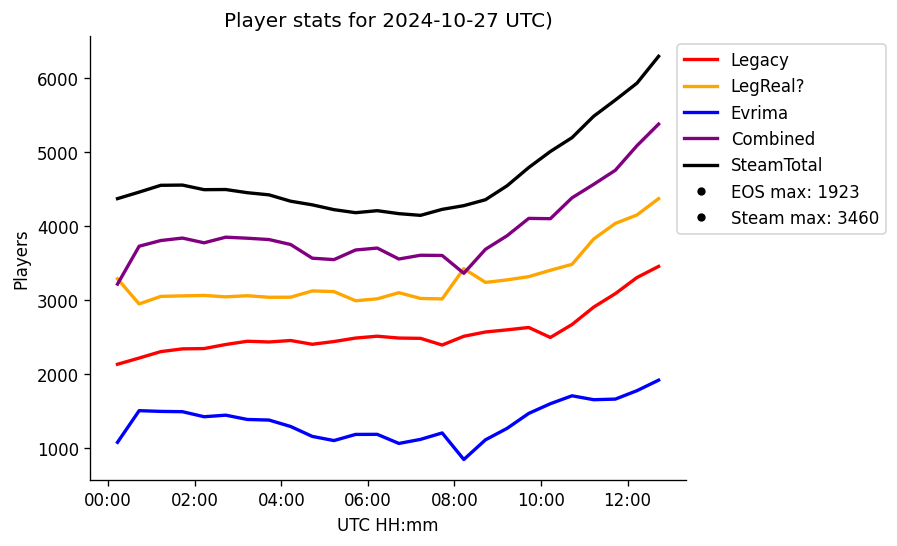 Player stats for 2024-10-27 UTC)
Legacy
LegReal?
Evrima
Combined
SteamTotal
EOS max: 1923
Steam max: 3460
Players
6000
5000
4000
3000
2000
1000
00:00 02:00 04:00 06:00 08:00 10:00 12:00
UTC HH:mm